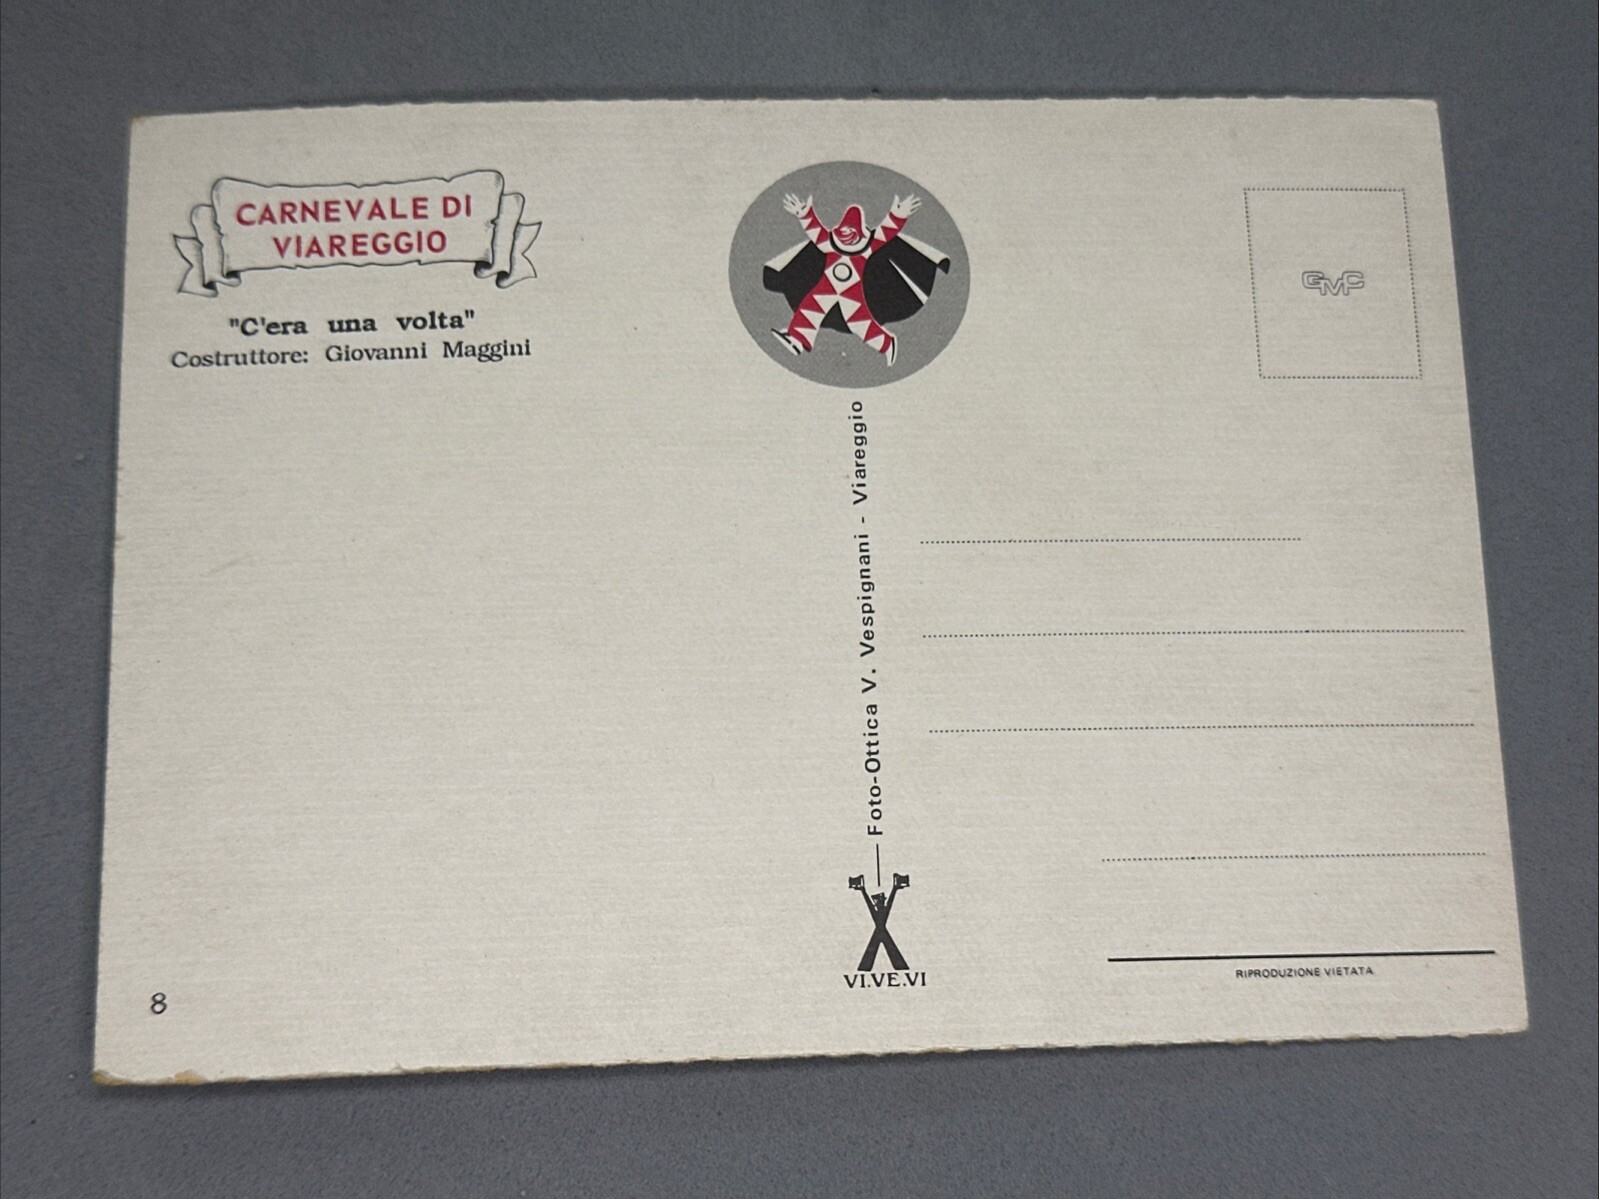 CARNEVALE DI
VIAREGGIO
"C'era una volta"
Costruttore: Giovanni Maggini
8
Foto-Ottica V. Vespignani - Viareggio
VI.VE.VI
GMC
RIPRODUZIONE VIETATA